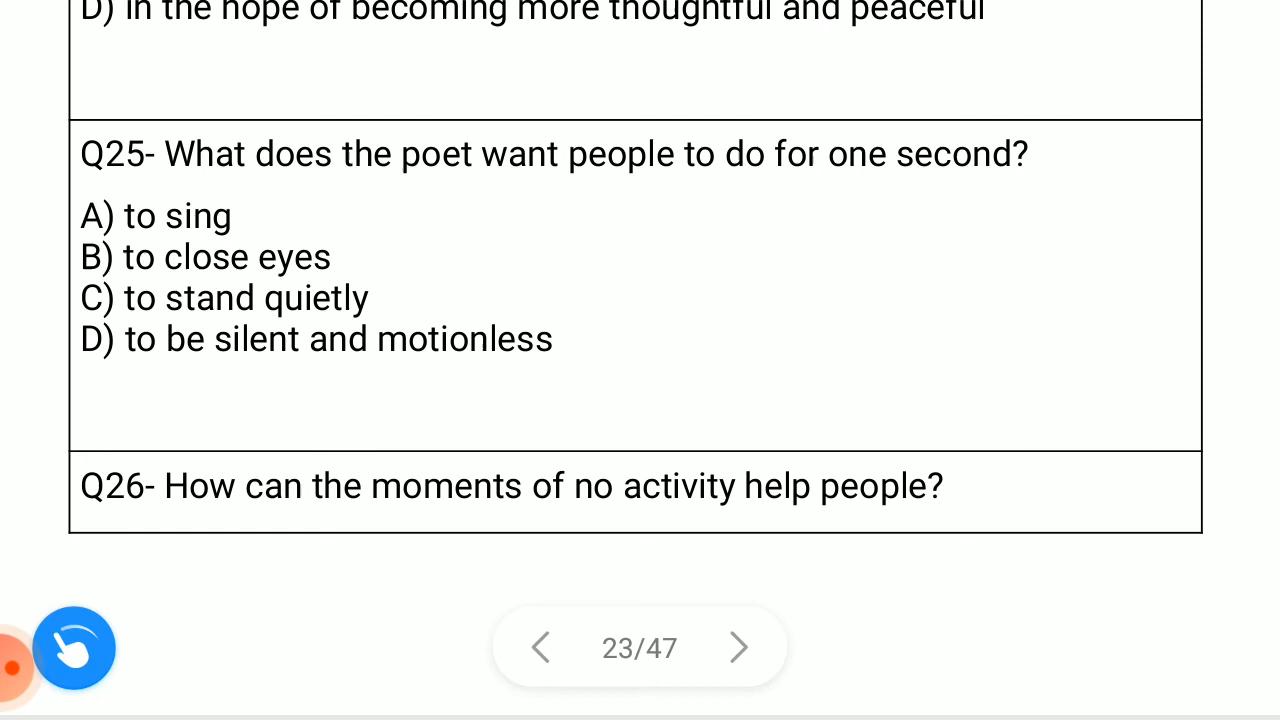 D) in the hope of becoming more thoughtful and peaceful
Q25- What does the poet want people to do for one second?
A) to sing
B) to close eyes
C) to stand quietly
D) to be silent and motionless
Q26- How can the moments of no activity help people?
23/47